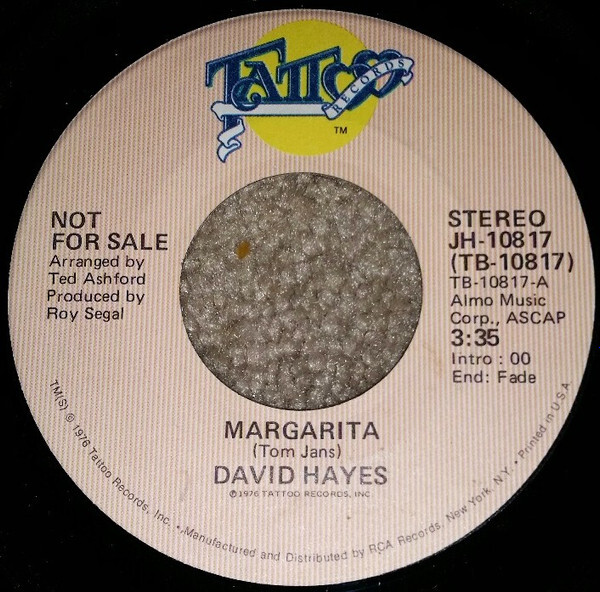 TATTOO
RECORDS
TM
NOT
FOR SALE
Arranged by
Ted Ashford
Produced by
Roy Segal
STEREO
JH-10817
(TB-10817)
TB-10817-A
Almo Music
Corp., ASCAP
3:35
Intro : 00
End: Fade
MARGARITA
(Tom Jans)
DAVID HAYES
℗1976 TATTOO RECORDS, INC.
TM(S) © 1976 Tattoo Records, Inc. • Manufactured and Distributed by RCA Records, New York, N.Y. • Printed in U.S.A.